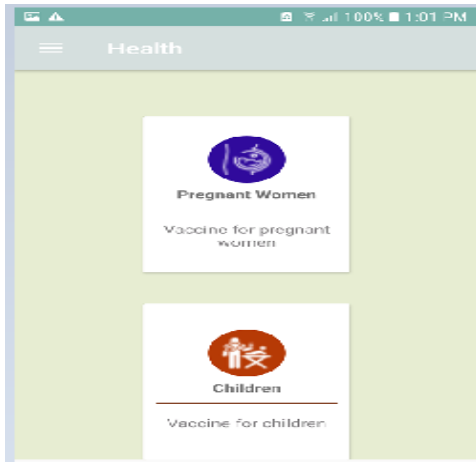 100% 1:01 PM
Health
Pregnant Women
Vaccine for pregnant
women
Children
Vaccine for children